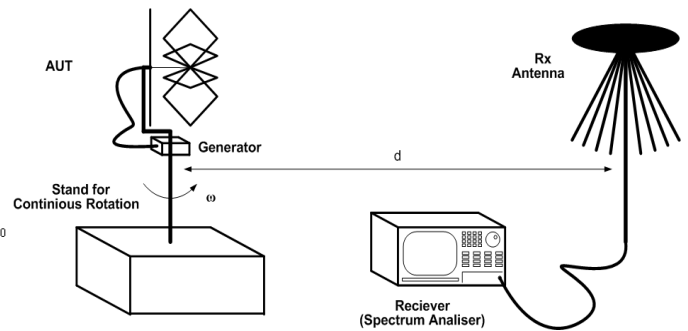 AUT
Rx
Antenna
Generator
d
Stand for
Continious Rotation
ω
0
Reciever
(Spectrum Analiser)